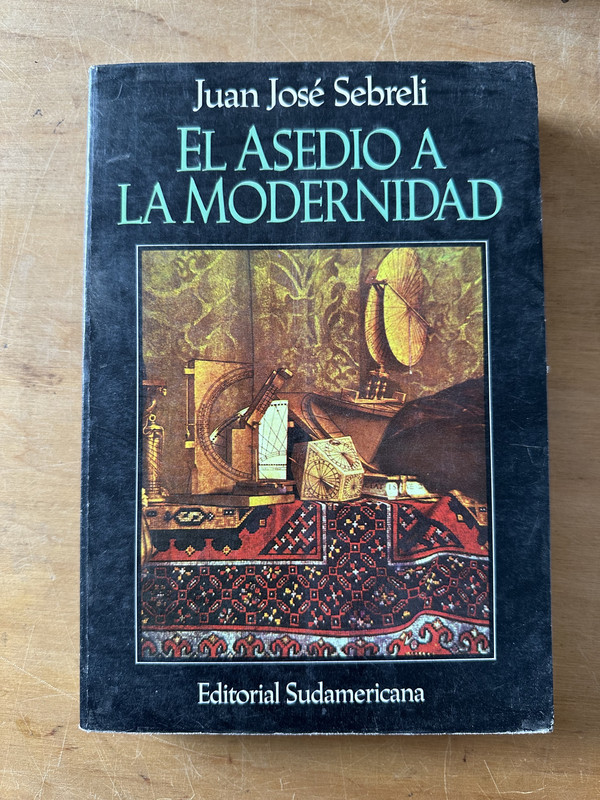 Juan José Sebreli
EL ASEDIO A
LA MODERNIDAD
Editorial Sudamericana